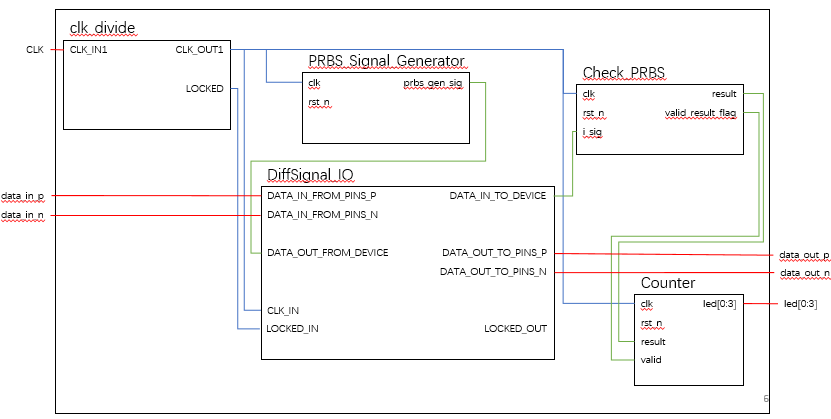 clk_divide
CLK
CLK_IN1
CLK_OUT1
LOCKED
PRBS_Signal_Generator
clk
prbs_gen_sig
rst_n
Check_PRBS
clk
result
rst_n
valid_result_flag
i_sig
DiffSignal_IO
data_in_p
DATA_IN_FROM_PINS_P
DATA_IN_TO_DEVICE
data_in_n
DATA_IN_FROM_PINS_N
DATA_OUT_FROM_DEVICE
DATA_OUT_TO_PINS_P
data_out_p
DATA_OUT_TO_PINS_N
data_out_n
CLK_IN
LOCKED_IN
LOCKED_OUT
Counter
clk
led[0:3]
led[0:3]
rst_n
result
valid
6